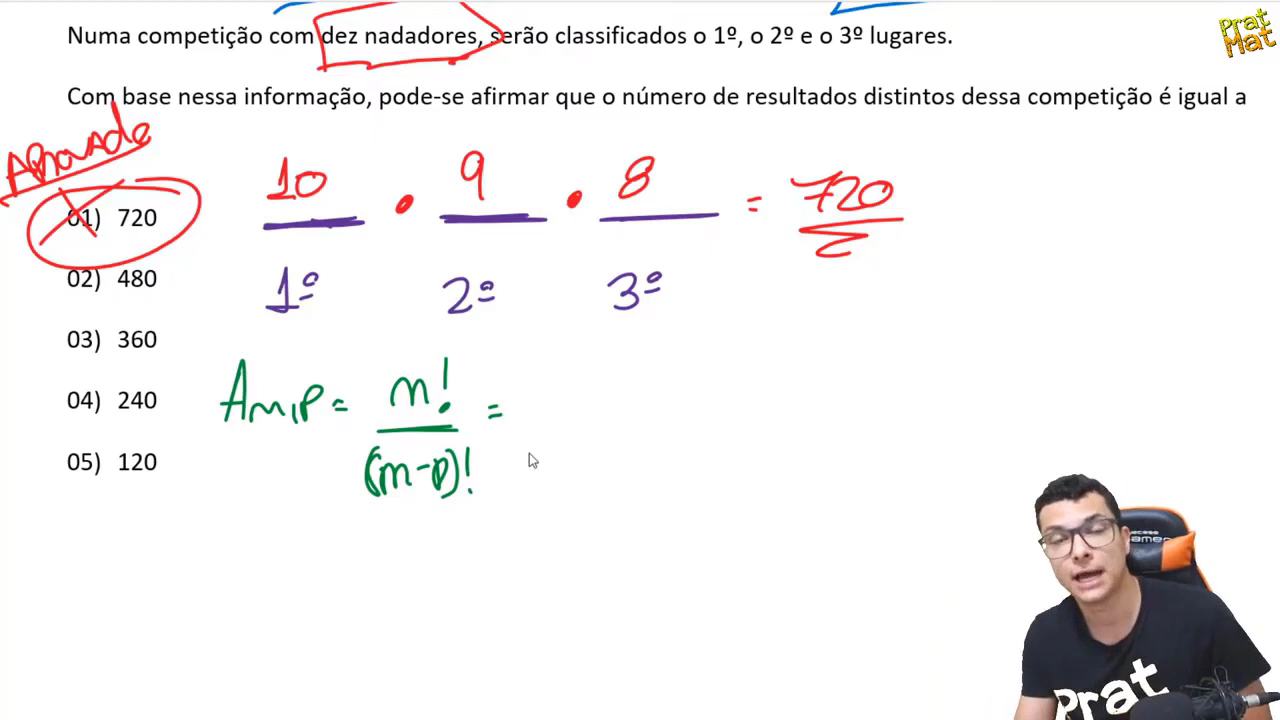 Prat
Mat
Numa competição com dez nadadores, serão classificados o 1º, o 2º e o 3º lugares.
Com base nessa informação, pode-se afirmar que o número de resultados distintos dessa competição é igual a
10 • 9 • 8 = 720
01) 720
1º 2º 3º
02) 480
03) 360
Am,p = m! =
(m-p)!
04) 240
05) 120
Prat